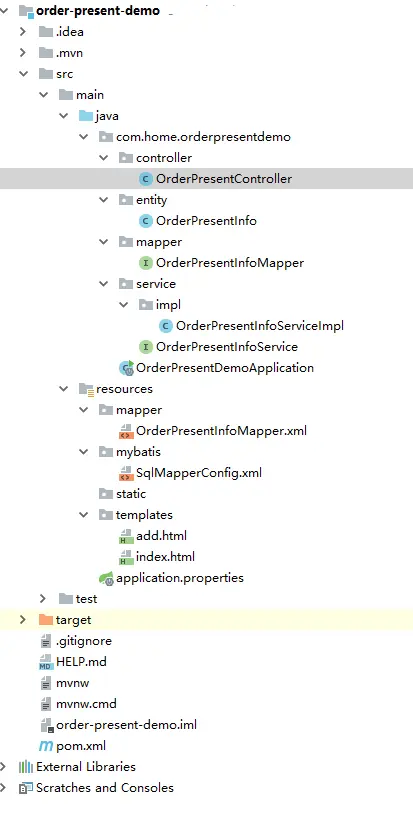 order-present-demo
.idea
.mvn
src
main
java
com.home.orderpresentdemo
controller
OrderPresentController
entity
OrderPresentInfo
mapper
OrderPresentInfoMapper
service
impl
OrderPresentInfoServiceImpl
OrderPresentInfoService
OrderPresentDemoApplication
resources
mapper
OrderPresentInfoMapper.xml
mybatis
SqlMapperConfig.xml
static
templates
add.html
index.html
application.properties
test
target
.gitignore
HELP.md
mvnw
mvnw.cmd
order-present-demo.iml
pom.xml
External Libraries
Scratches and Consoles